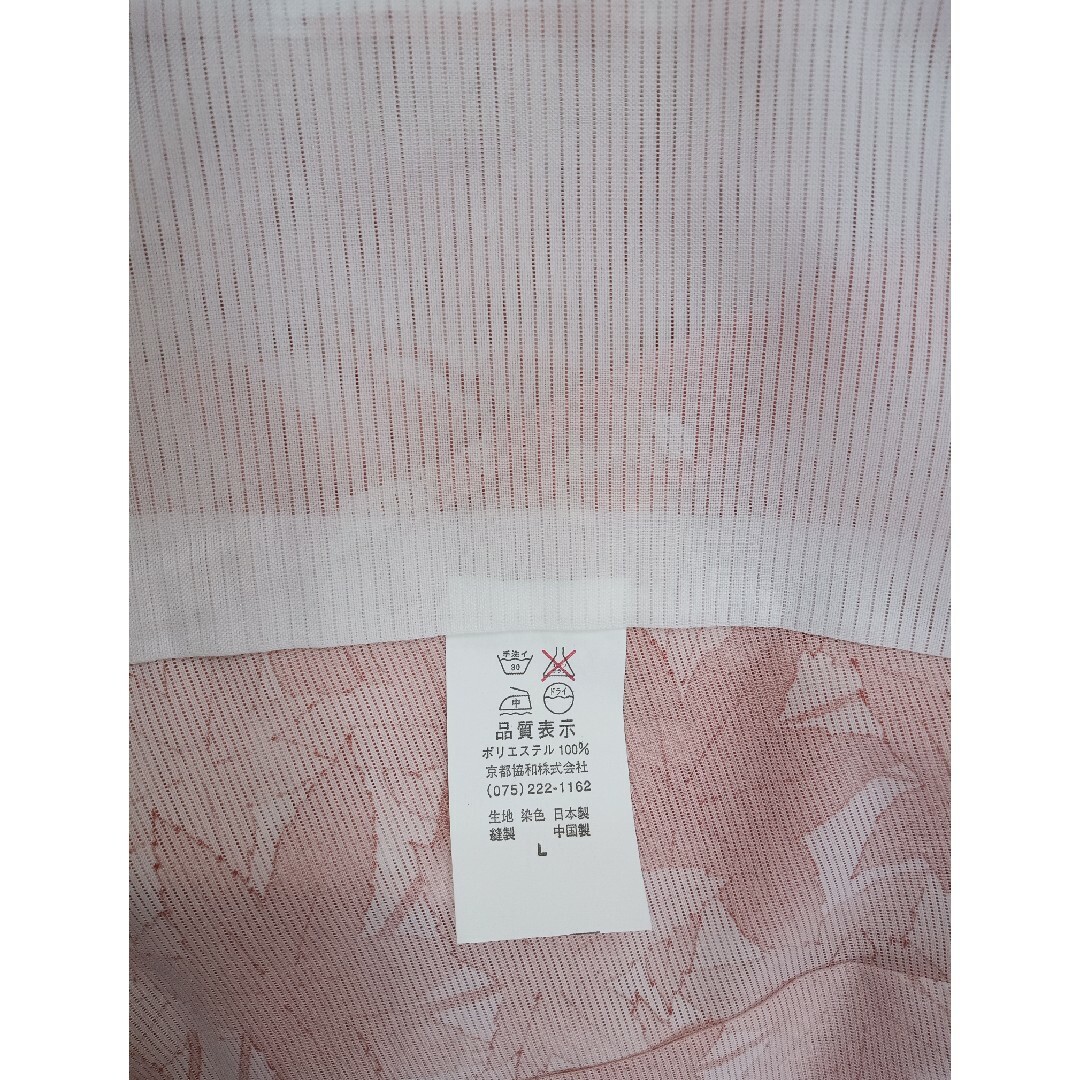 手洗イ
30
中 ドライ
品質表示
ポリエステル 100%
京都協和株式会社
(075)222-1162
生地 染色 日本製
縫製 中国製
L